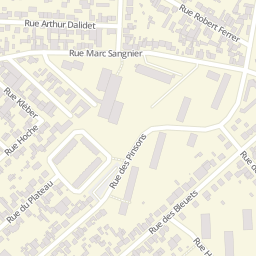 Rue Robert Ferrer
Rue Arthur Dalidet
Rue Marc Sangnier
Rue Kléber
Rue Hoche
Rue des Pinsons
Rue du Plateau
Rue des Bleuets